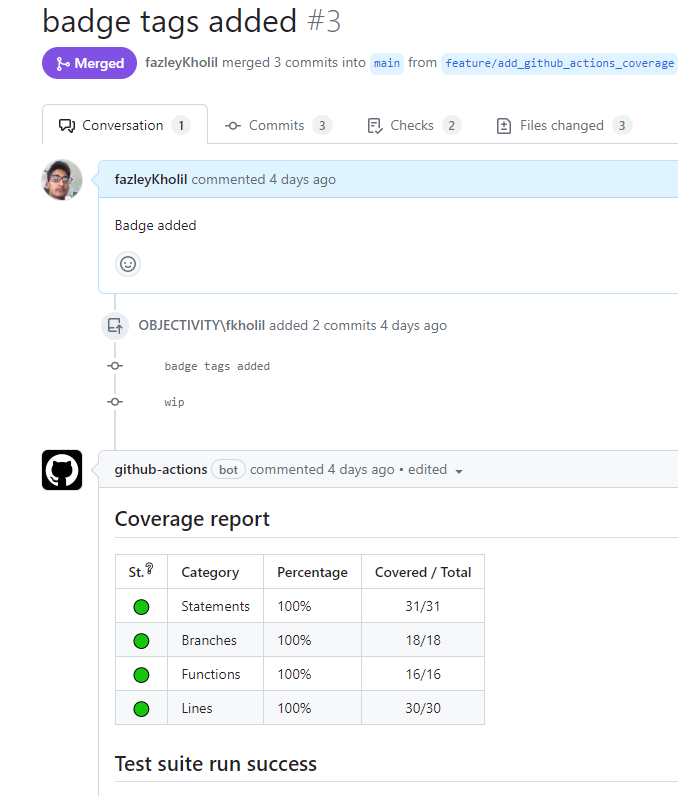 badge tags added #3
Merged fazleyKholil merged 3 commits into main from feature/add_github_actions_coverage
Conversation 1 Commits 3 Checks 2 Files changed 3
fazleyKholil commented 4 days ago
Badge added
OBJECTIVITY\fkholil added 2 commits 4 days ago
badge tags added
wip
github-actions bot commented 4 days ago • edited
Coverage report
St.❔ Category Percentage Covered / Total
Statements 100% 31/31
Branches 100% 18/18
Functions 100% 16/16
Lines 100% 30/30
Test suite run success